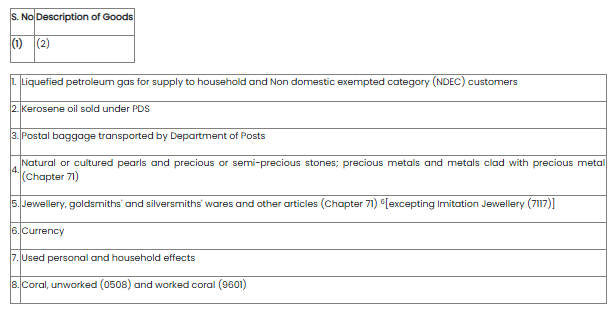 S. No Description of Goods
(1) (2)
1. Liquefied petroleum gas for supply to household and Non domestic exempted category (NDEC) customers
2. Kerosene oil sold under PDS
3. Postal baggage transported by Department of Posts
4. Natural or cultured pearls and precious or semi-precious stones; precious metals and metals clad with precious metal
(Chapter 71)
5. Jewellery, goldsmiths' and silversmiths' wares and other articles (Chapter 71) 6[excepting Imitation Jewellery (7117)]
6. Currency
7. Used personal and household effects
8. Coral, unworked (0508) and worked coral (9601)